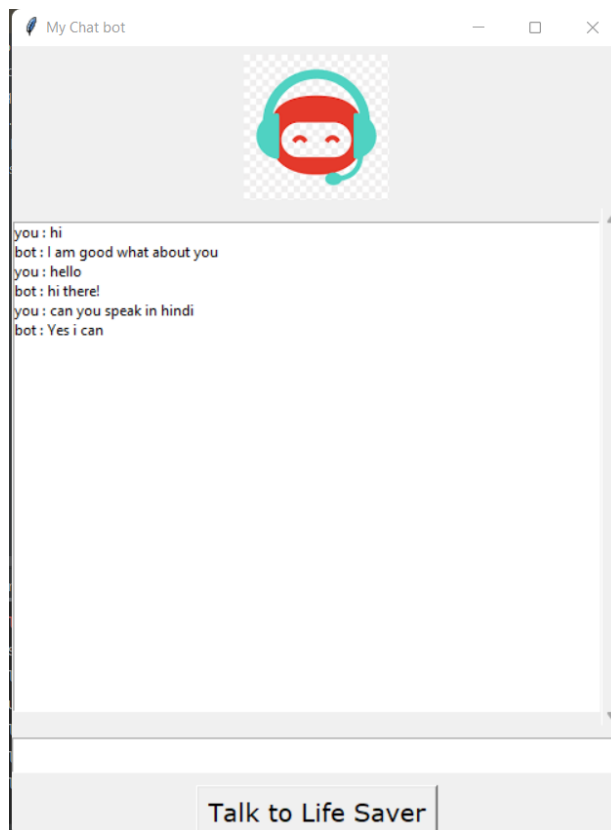 My Chat bot
you : hi
bot : I am good what about you
you : hello
bot : hi there!
you : can you speak in hindi
bot : Yes i can
Talk to Life Saver